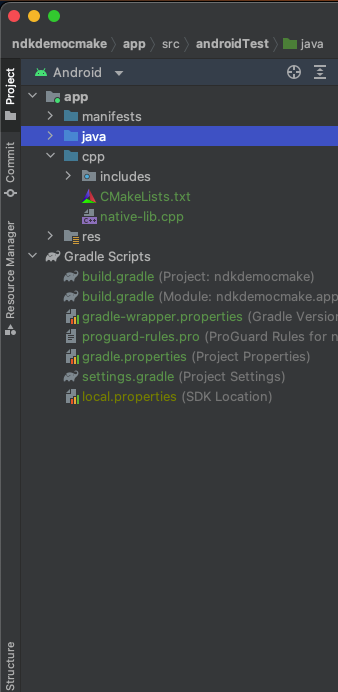 ndkdemocmake app src androidTest java
Project
Android
app
manifests
java
cpp
includes
CMakeLists.txt
native-lib.cpp
res
Gradle Scripts
build.gradle (Project: ndkdemocmake)
build.gradle (Module: ndkdemocmake.app
gradle-wrapper.properties (Gradle Version
proguard-rules.pro (ProGuard Rules for n
gradle.properties (Project Properties)
settings.gradle (Project Settings)
local.properties (SDK Location)
Commit
Resource Manager
Structure